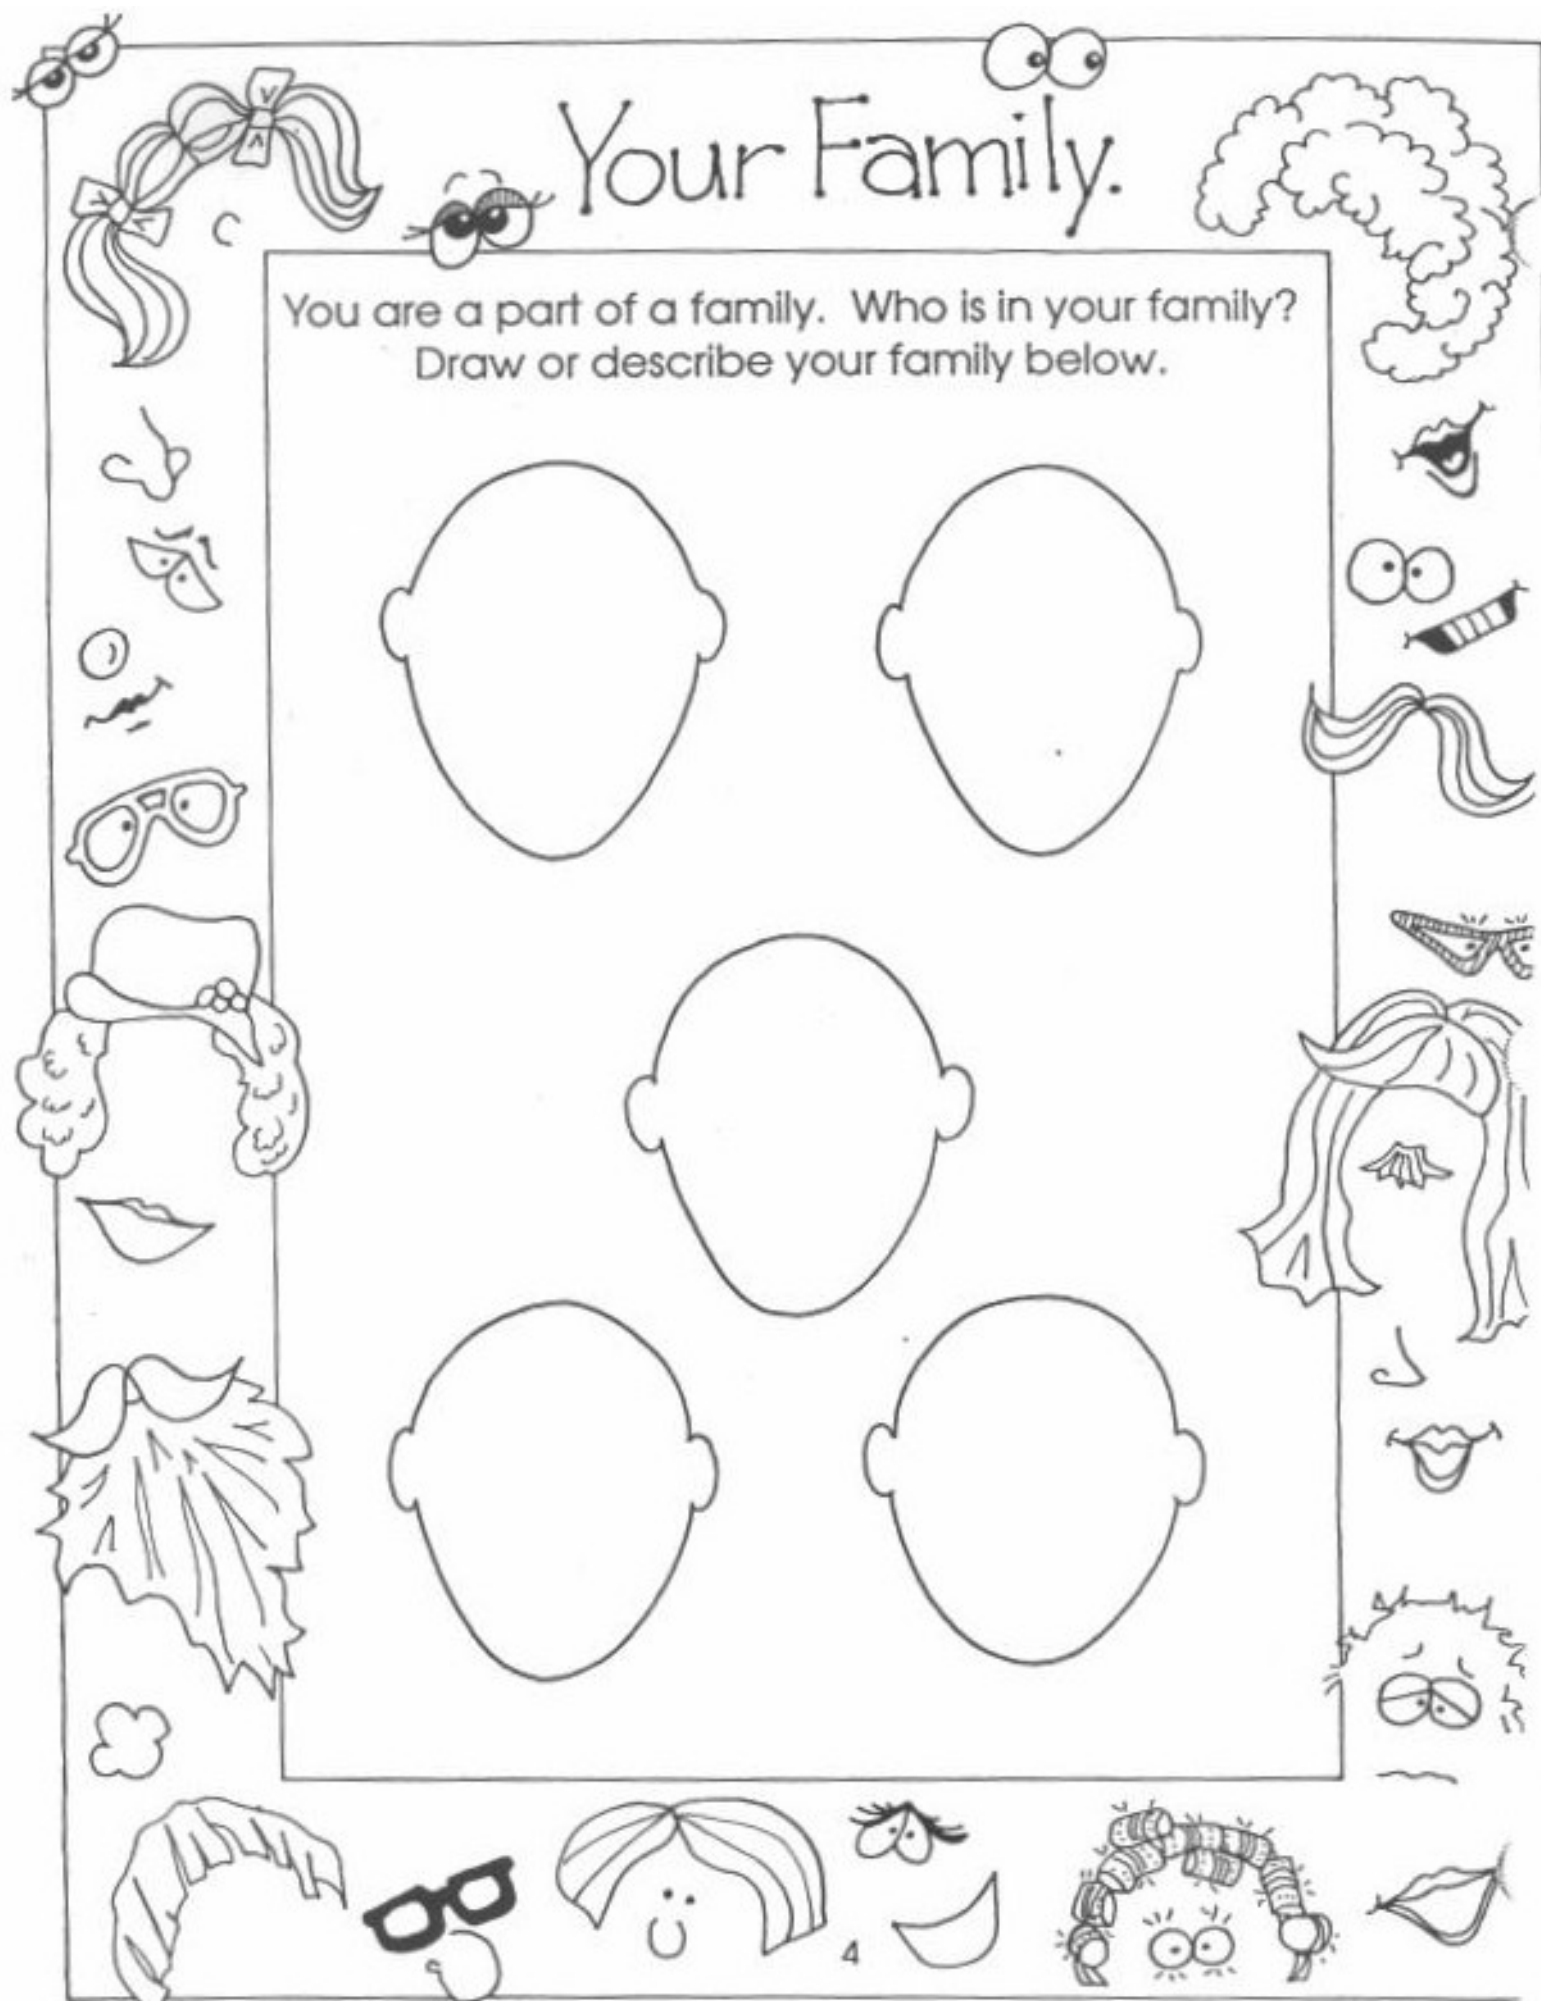 Your Family.
You are a part of a family. Who is in your family?
Draw or describe your family below.
4